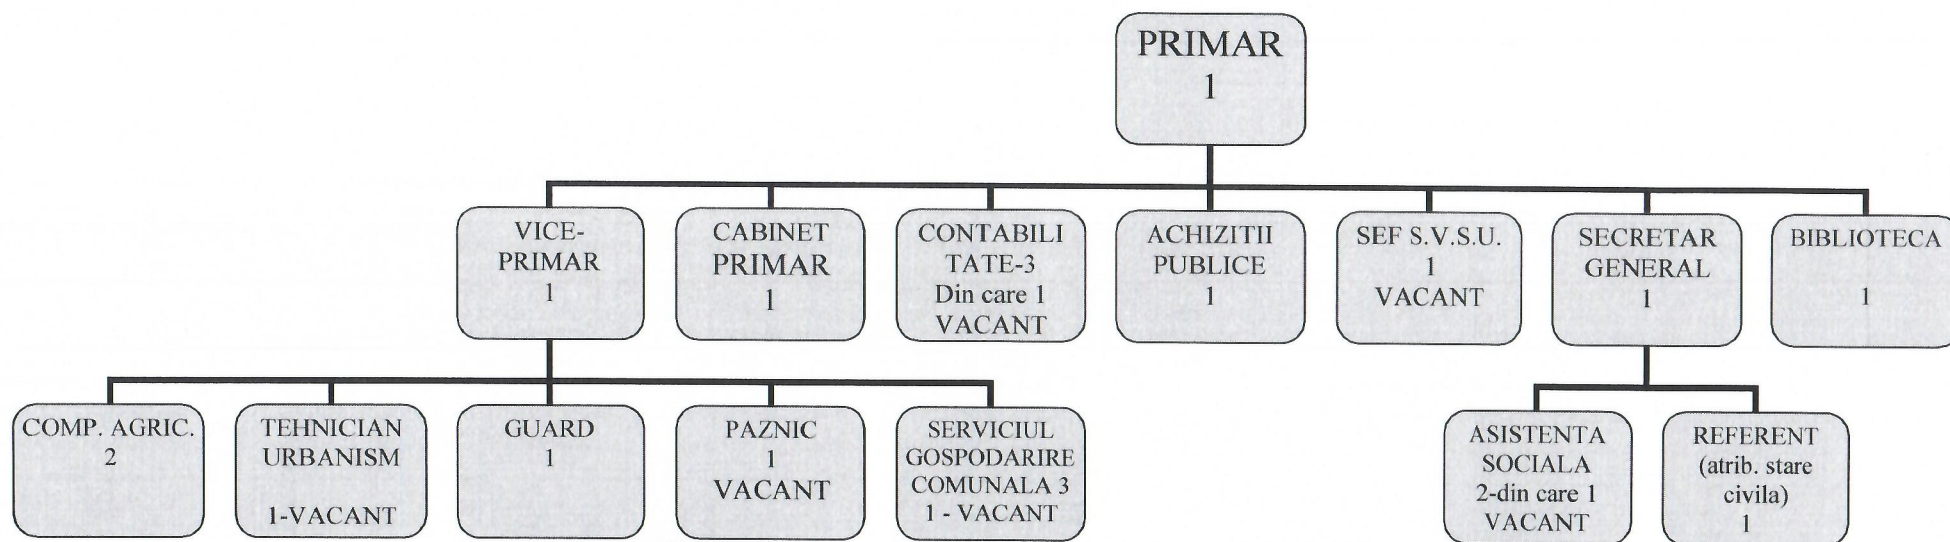 PRIMAR
1
VICE-
PRIMAR
1
CABINET
PRIMAR
1
CONTABILI
TATE-3
Din care 1
VACANT
ACHIZITII
PUBLICE
1
SEF S.V.S.U.
1
VACANT
SECRETAR
GENERAL
1
BIBLIOTECA
1
COMP. AGRIC.
2
TEHNICIAN
URBANISM
1-VACANT
GUARD
1
PAZNIC
1
VACANT
SERVICIUL
GOSPODARIRE
COMUNALA 3
1 - VACANT
ASISTENTA
SOCIALA
2-din care 1
VACANT
REFERENT
(atrib. stare
civila)
1